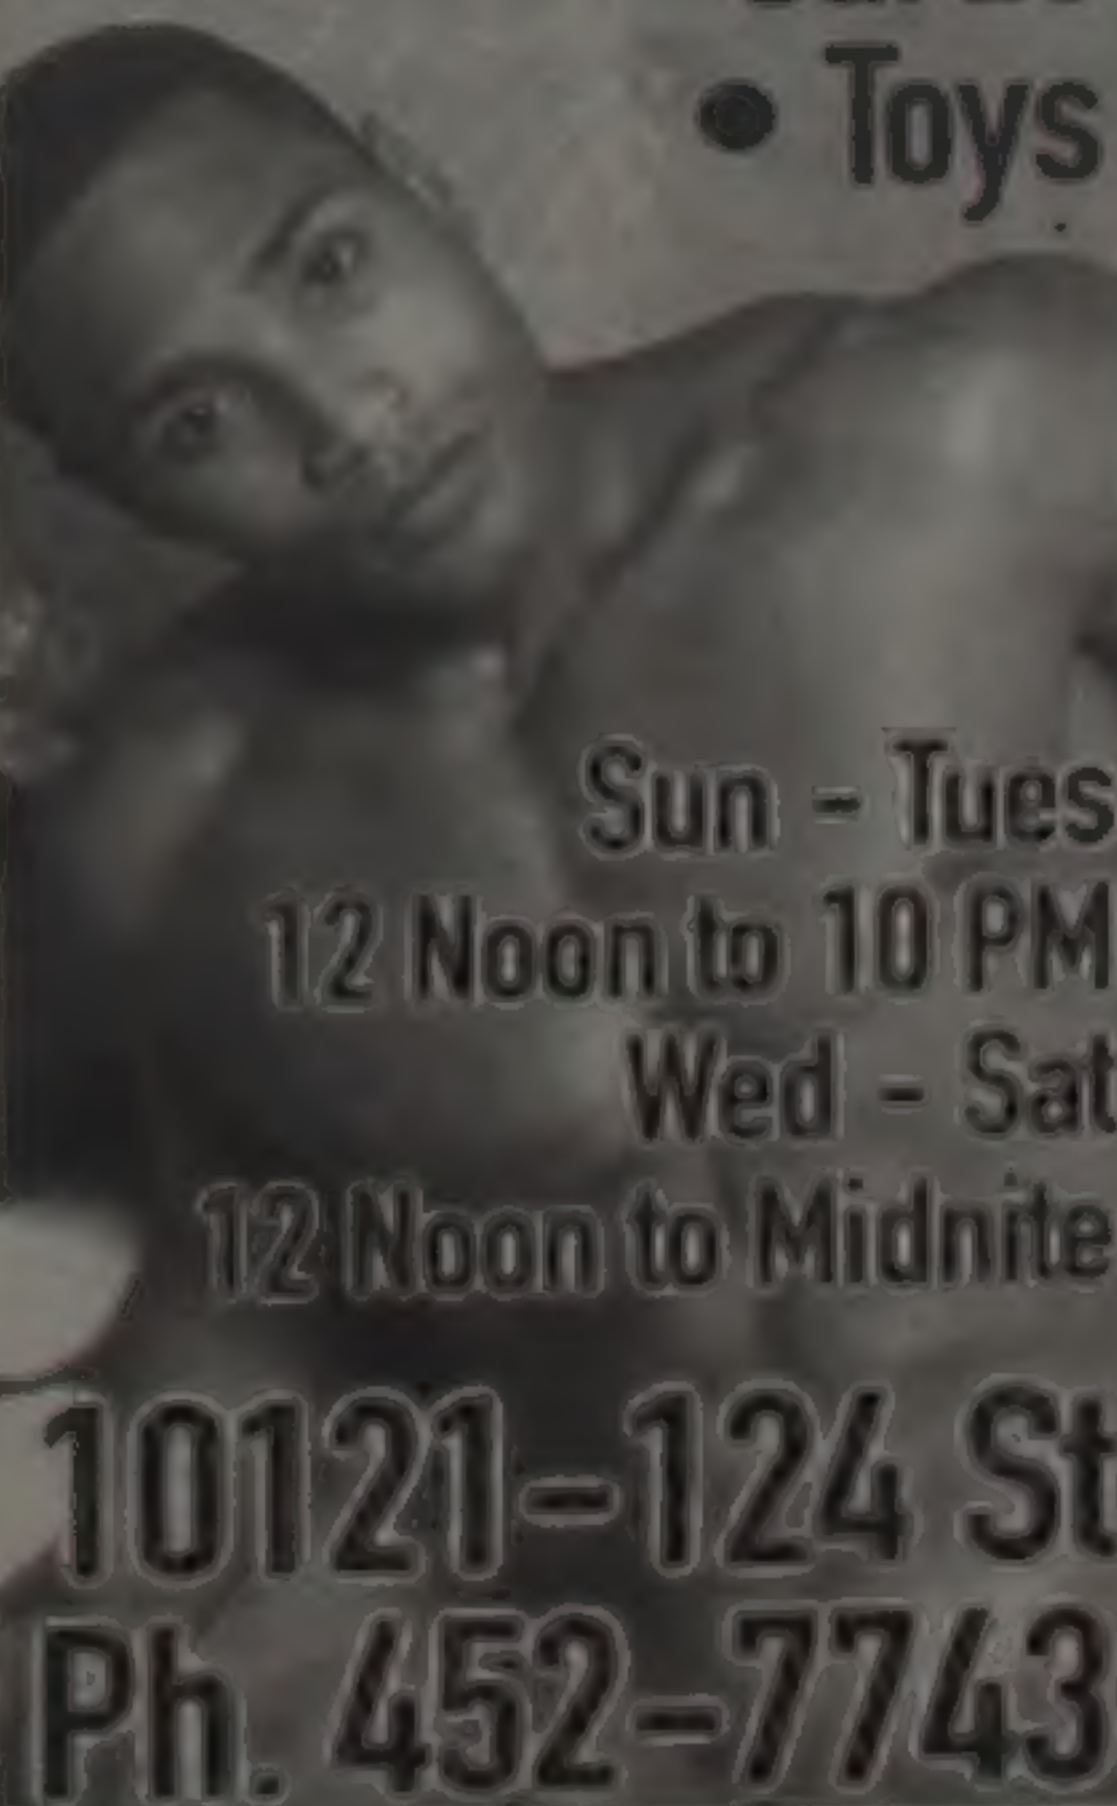 • Toys
Sun - Tues
12 Noon to 10 PM
Wed - Sat
12 Noon to Midnite
10121-124 St
Ph. 452-7743